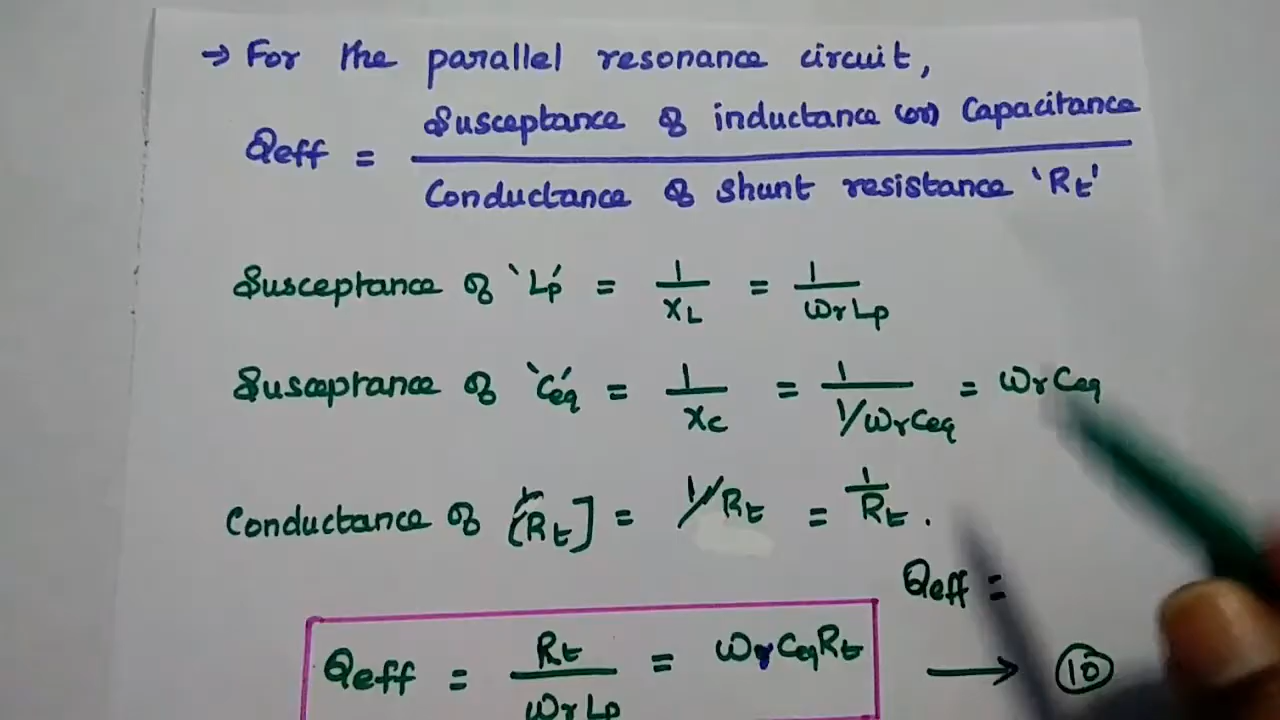 → For the parallel resonance circuit,
Qeff = Susceptance of inductance (or) Capacitance / Conductance of shunt resistance 'Rt'
Susceptance of 'Lp' = 1/XL = 1/ωrLp
Susceptance of 'Ceq' = 1/Xc = 1/1/ωrCeq = ωrCeq
Conductance of [Rt] = 1/Rt = 1/Rt.
Qeff =
Qeff = Rt/ωrLp = ωrCeqRt → 10